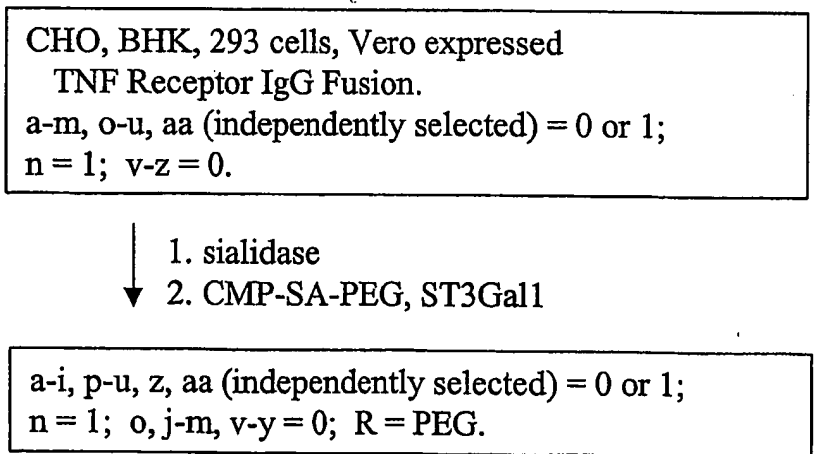 CHO, BHK, 293 cells, Vero expressed
TNF Receptor IgG Fusion.
a-m, o-u, aa (independently selected) = 0 or 1;
n = 1; v-z = 0.
1. sialidase
2. CMP-SA-PEG, ST3Gal1
a-i, p-u, z, aa (independently selected) = 0 or 1;
n = 1; o, j-m, v-y = 0; R = PEG.